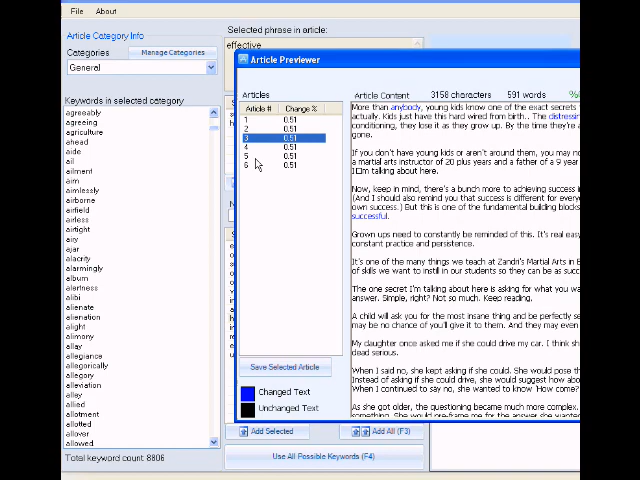 File About
Article Category Info
Categories
Manage Categories
General
Keywords in selected category
agreeably
agreeing
agriculture
ahead
aide
ail
ailment
aim
aimlessly
airborne
airfield
airless
airtight
airy
ajar
alacrity
alarmingly
album
alertness
alibi
alienate
alienation
alight
alimony
allay
allegiance
allegorically
allegory
alleviation
alley
allied
allotment
allotted
allover
allowed
Total keyword count 8806
Selected phrase in article:
effective
Article Previewer
Articles
Article # Change %
1 0.51
2 0.51
3 0.51
4 0.51
5 0.51
6 0.51
Save Selected Article
Changed Text
Unchanged Text
Article Content 3158 characters 591 words %
More than anybody, young kids know one of the exact secrets
actually. Kids just have this hard wired from birth.. The
conditioning, they lose it as they grow up. By the time they're
gone.
If you don't have young kids or aren't around them, you may
a martial arts instructor of 20 plus years and a father of a 9 year
I'm talking about here.
Now, keep in mind, there's a bunch more to achieving success
(And I should also remind you that success is different for
own success.) But this is one of the fundamental building blocks
successful.
Grown ups need to constantly be reminded of this. It's real easy
constant practice and persistence.
It's one of the many things we teach at Zandri's Martial Arts in
of skills we want to instill in our students so they can be as
The one secret I'm talking about here is asking for what you
answer. Simple, right? Not so much. Keep reading.
A child will ask you for the most insane thing and be perfectly
may be no chance of you'll give it to them. And they may even
My daughter once asked me if she could drive my car. I think she
dead serious.
When I said no, she kept asking if she could. She would
Instead of asking if she could drive, she would suggest how
When I continued to say no, she wanted to know 'How come?'
As she got older, the questioning became much more complex.
Add Selected
Add All (F3)
Use All Possible Keywords (F4)